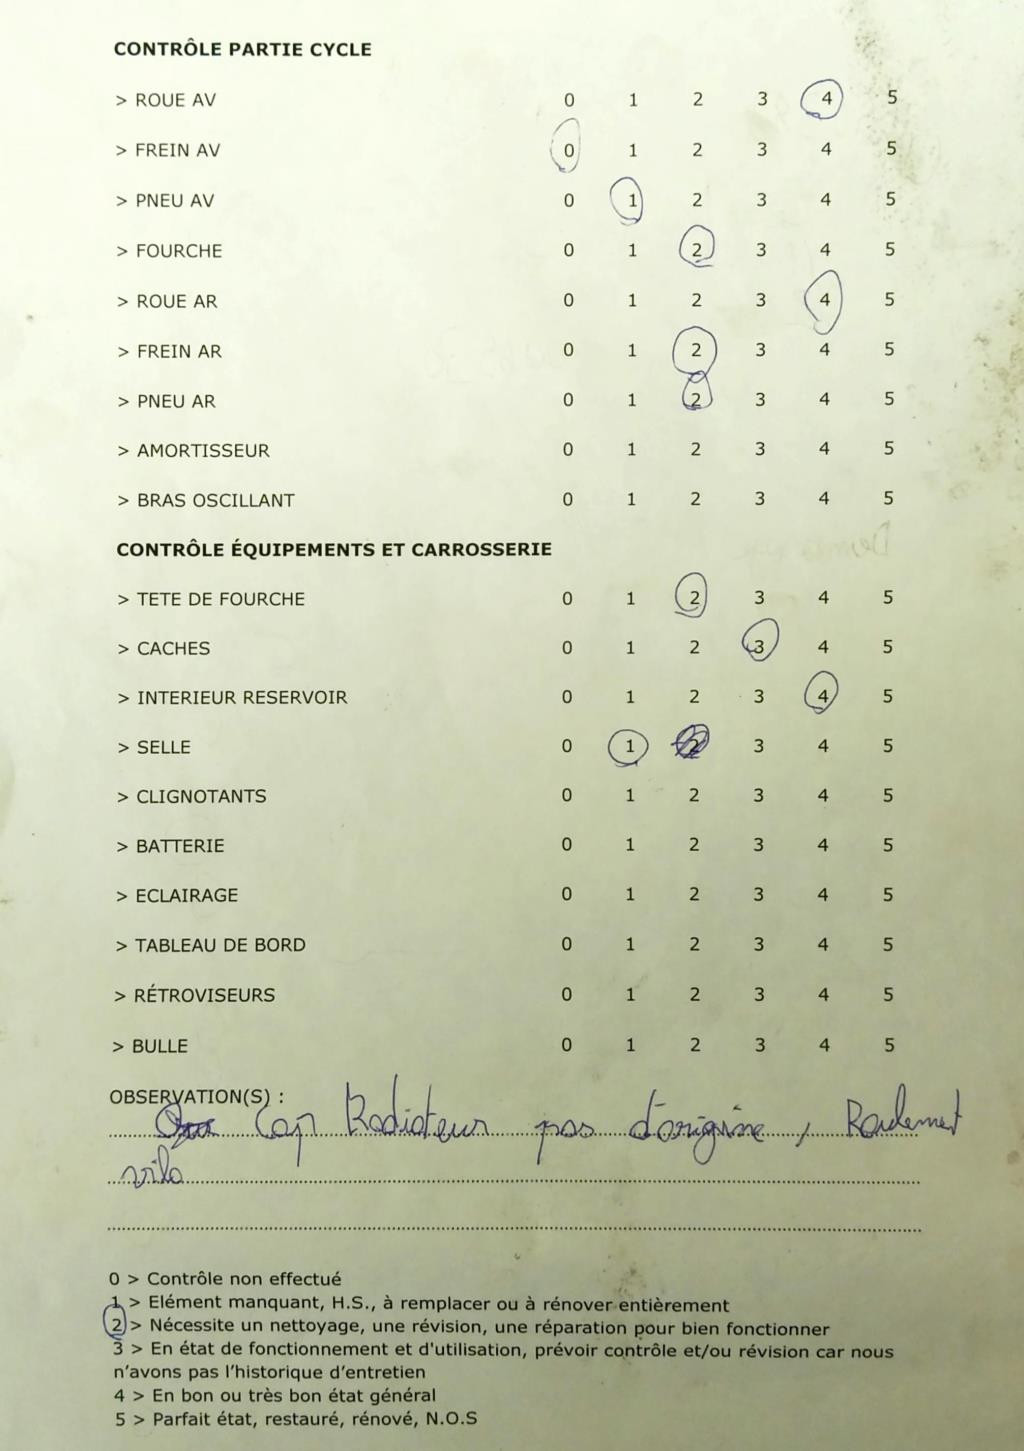 CONTRÔLE PARTIE CYCLE
> ROUE AV 0 1 2 3 4 5
> FREIN AV 0 1 2 3 4 5
> PNEU AV 0 1 2 3 4 5
> FOURCHE 0 1 2 3 4 5
> ROUE AR 0 1 2 3 4 5
> FREIN AR 0 1 2 3 4 5
> PNEU AR 0 1 2 3 4 5
> AMORTISSEUR 0 1 2 3 4 5
> BRAS OSCILLANT 0 1 2 3 4 5
CONTRÔLE ÉQUIPEMENTS ET CARROSSERIE
> TETE DE FOURCHE 0 1 2 3 4 5
> CACHES 0 1 2 3 4 5
> INTERIEUR RESERVOIR 0 1 2 3 4 5
> SELLE 0 1 2 3 4 5
> CLIGNOTANTS 0 1 2 3 4 5
> BATTERIE 0 1 2 3 4 5
> ECLAIRAGE 0 1 2 3 4 5
> TABLEAU DE BORD 0 1 2 3 4 5
> RÉTROVISEURS 0 1 2 3 4 5
> BULLE 0 1 2 3 4 5
OBSERVATION(S) :
Cap Radiateur pas d'origine, Roulement
vilo
0 > Contrôle non effectué
1 > Elément manquant, H.S., à remplacer ou à rénover entièrement
2 > Nécessite un nettoyage, une révision, une réparation pour bien fonctionner
3 > En état de fonctionnement et d'utilisation, prévoir contrôle et/ou révision car nous
n'avons pas l'historique d'entretien
4 > En bon ou très bon état général
5 > Parfait état, restauré, rénové, N.O.S